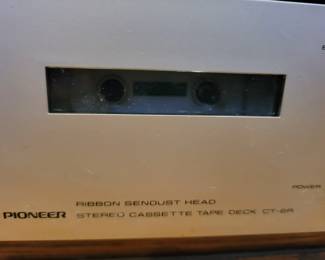 POWER
RIBBON SENDUST HEAD
PIONEER STEREO CASSETTE TAPE DECK CT-6R